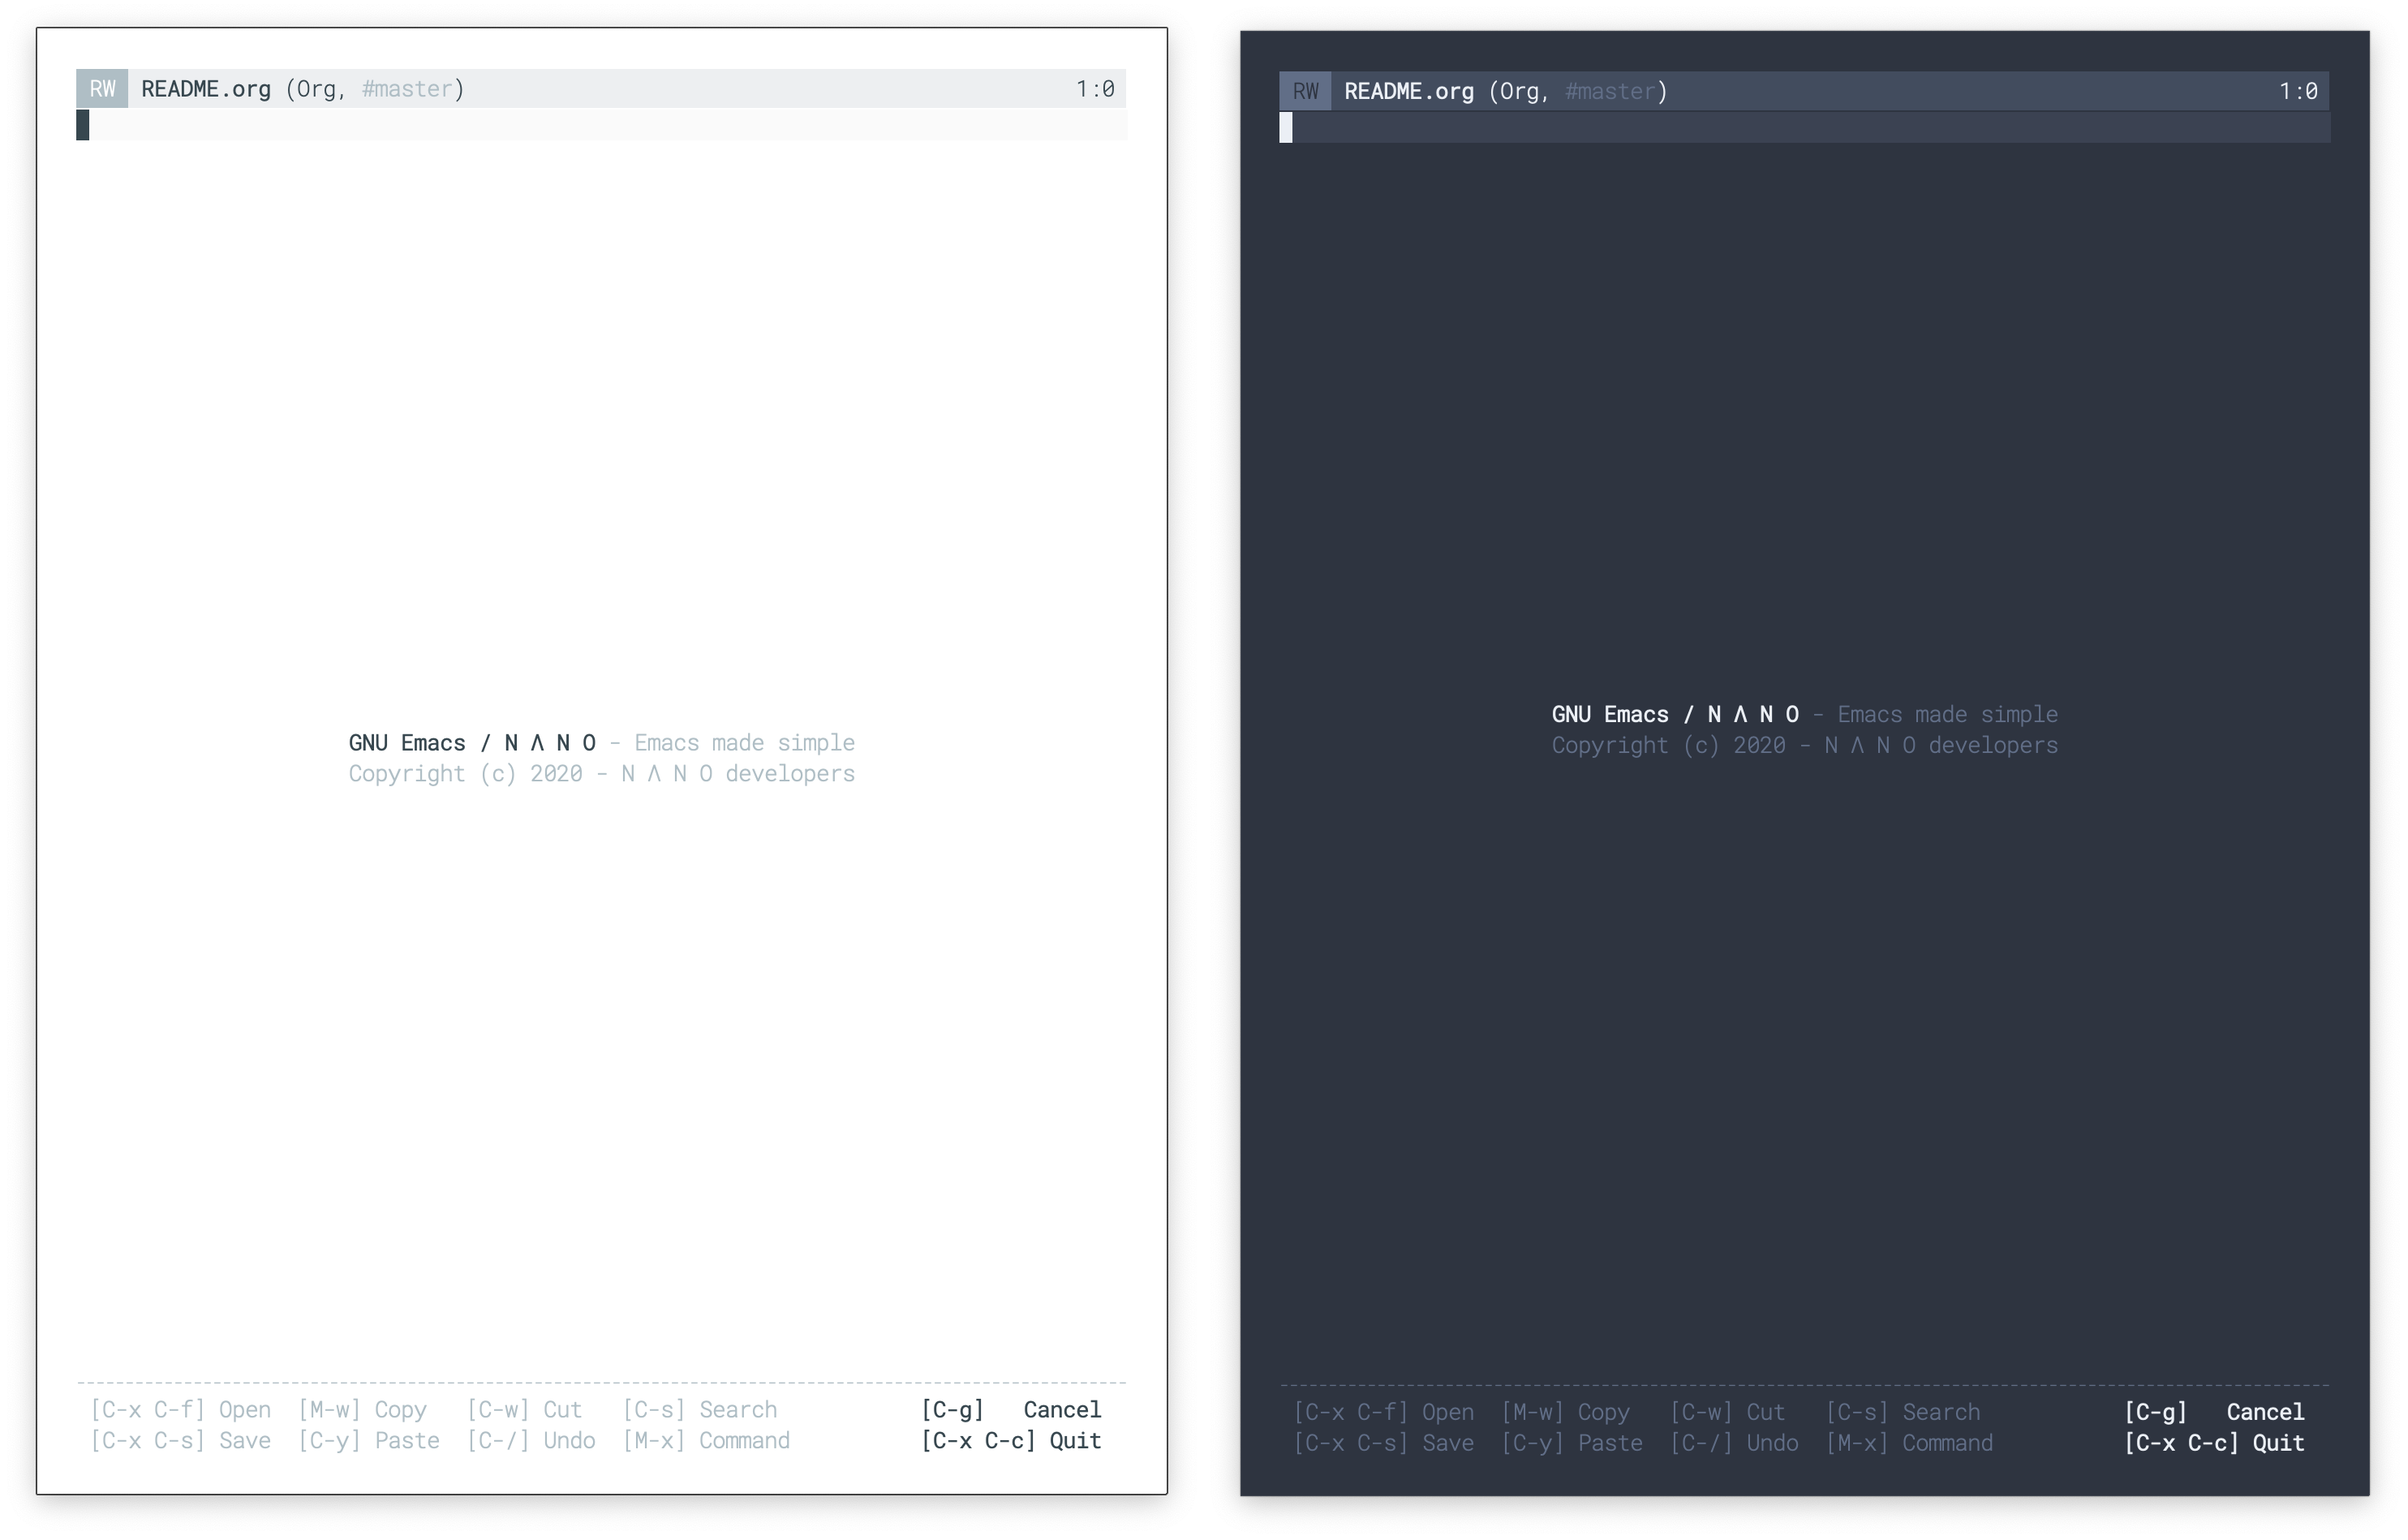 RW README.org (Org, #master) 1:0
GNU Emacs / N Λ N O - Emacs made simple
Copyright (c) 2020 - N Λ N O developers
[C-x C-f] Open [M-w] Copy [C-w] Cut [C-s] Search [C-g] Cancel
[C-x C-s] Save [C-y] Paste [C-/] Undo [M-x] Command [C-x C-c] Quit
RW README.org (Org, #master) 1:0
GNU Emacs / N Λ N O - Emacs made simple
Copyright (c) 2020 - N Λ N O developers
[C-x C-f] Open [M-w] Copy [C-w] Cut [C-s] Search [C-g] Cancel
[C-x C-s] Save [C-y] Paste [C-/] Undo [M-x] Command [C-x C-c] Quit